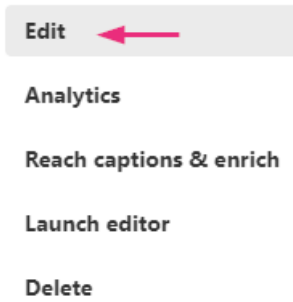 Edit
Analytics
Reach captions & enrich
Launch editor
Delete